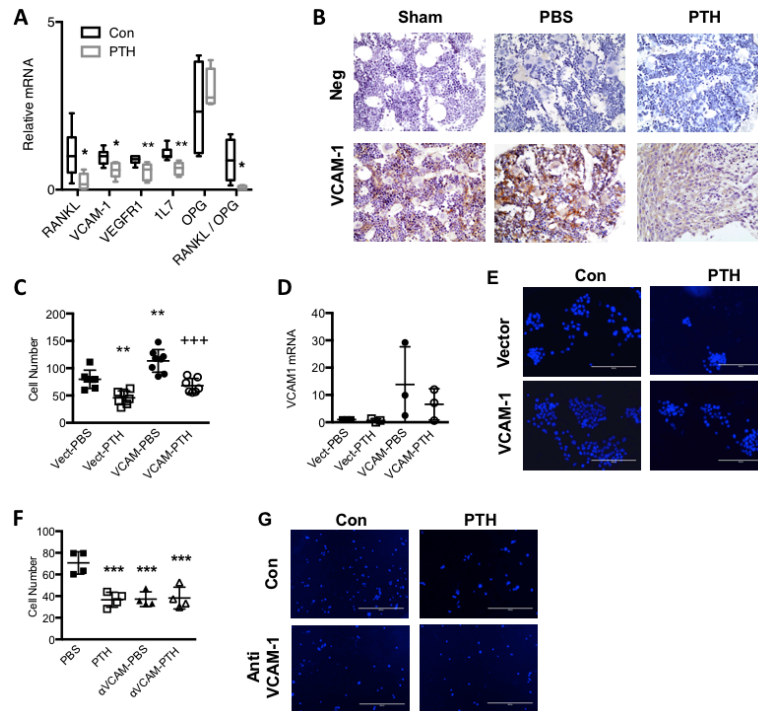 A
5
Con
PTH
Relative mRNA
* * ** ** *
0
RANKL
VCAM-1
VEGFR1
1L7
OPG
RANKL / OPG
B
Sham PBS PTH
Neg
VCAM-1
C
200
150
100
50
0
Cell Number
** ** +++
Vect-PBS
Vect-PTH
VCAM-PBS
VCAM-PTH
D
40
30
20
10
0
VCAM1 mRNA
Vect-PBS
Vect-PTH
VCAM-PBS
VCAM-PTH
E
Con PTH
Vector
VCAM-1
F
100
80
60
40
20
0
Cell Number
*** *** ***
PBS
PTH
αVCAM-PBS
αVCAM-PTH
G
Con PTH
Con
Anti
VCAM-1